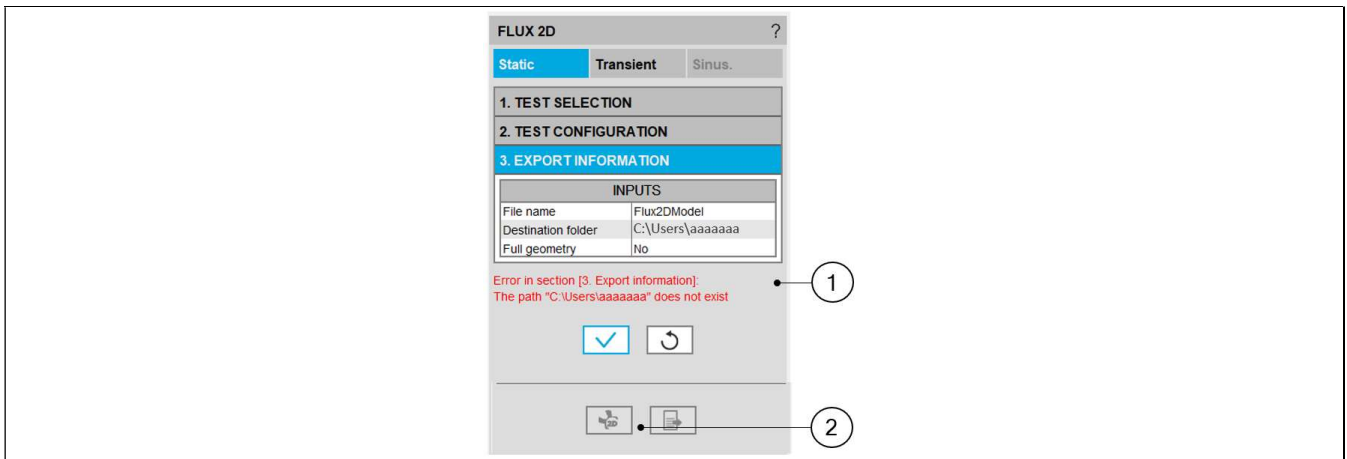 FLUX 2D ?
Static Transient Sinus.
1. TEST SELECTION
2. TEST CONFIGURATION
3. EXPORT INFORMATION
INPUTS
File name Flux2DModel
Destination folder C:\Users\aaaaaaa
Full geometry No
Error in section [3. Export information]:
The path "C:\Users\aaaaaaa" does not exist
1
2D
2